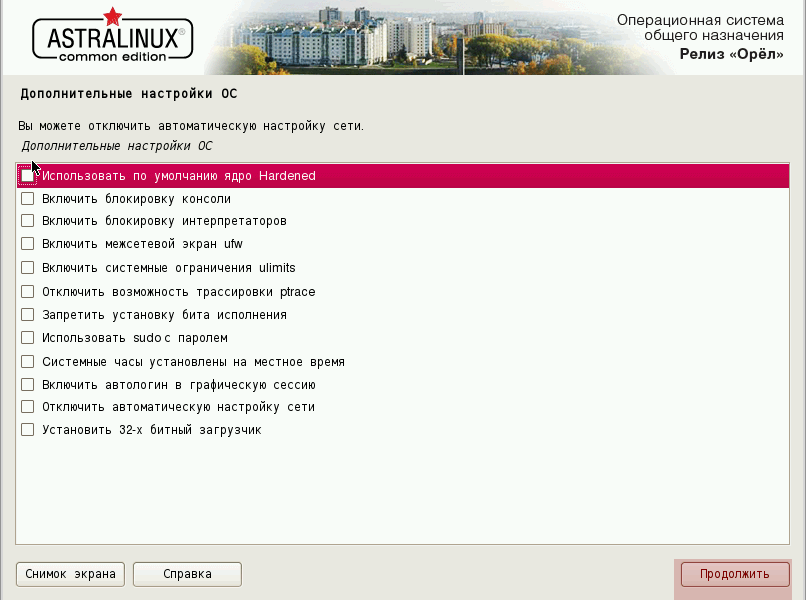 ASTRALINUX®
common edition
Операционная система
общего назначения
Релиз «Орёл»
Дополнительные настройки ОС
Вы можете отключить автоматическую настройку сети.
Дополнительные настройки ОС
Использовать по умолчанию ядро Hardened
Включить блокировку консоли
Включить блокировку интерпретаторов
Включить межсетевой экран ufw
Включить системные ограничения ulimits
Отключить возможность трассировки ptrace
Запретить установку бита исполнения
Использовать sudo с паролем
Системные часы установлены на местное время
Включить автологин в графическую сессию
Отключить автоматическую настройку сети
Установить 32-х битный загрузчик
Снимок экрана
Справка
Продолжить